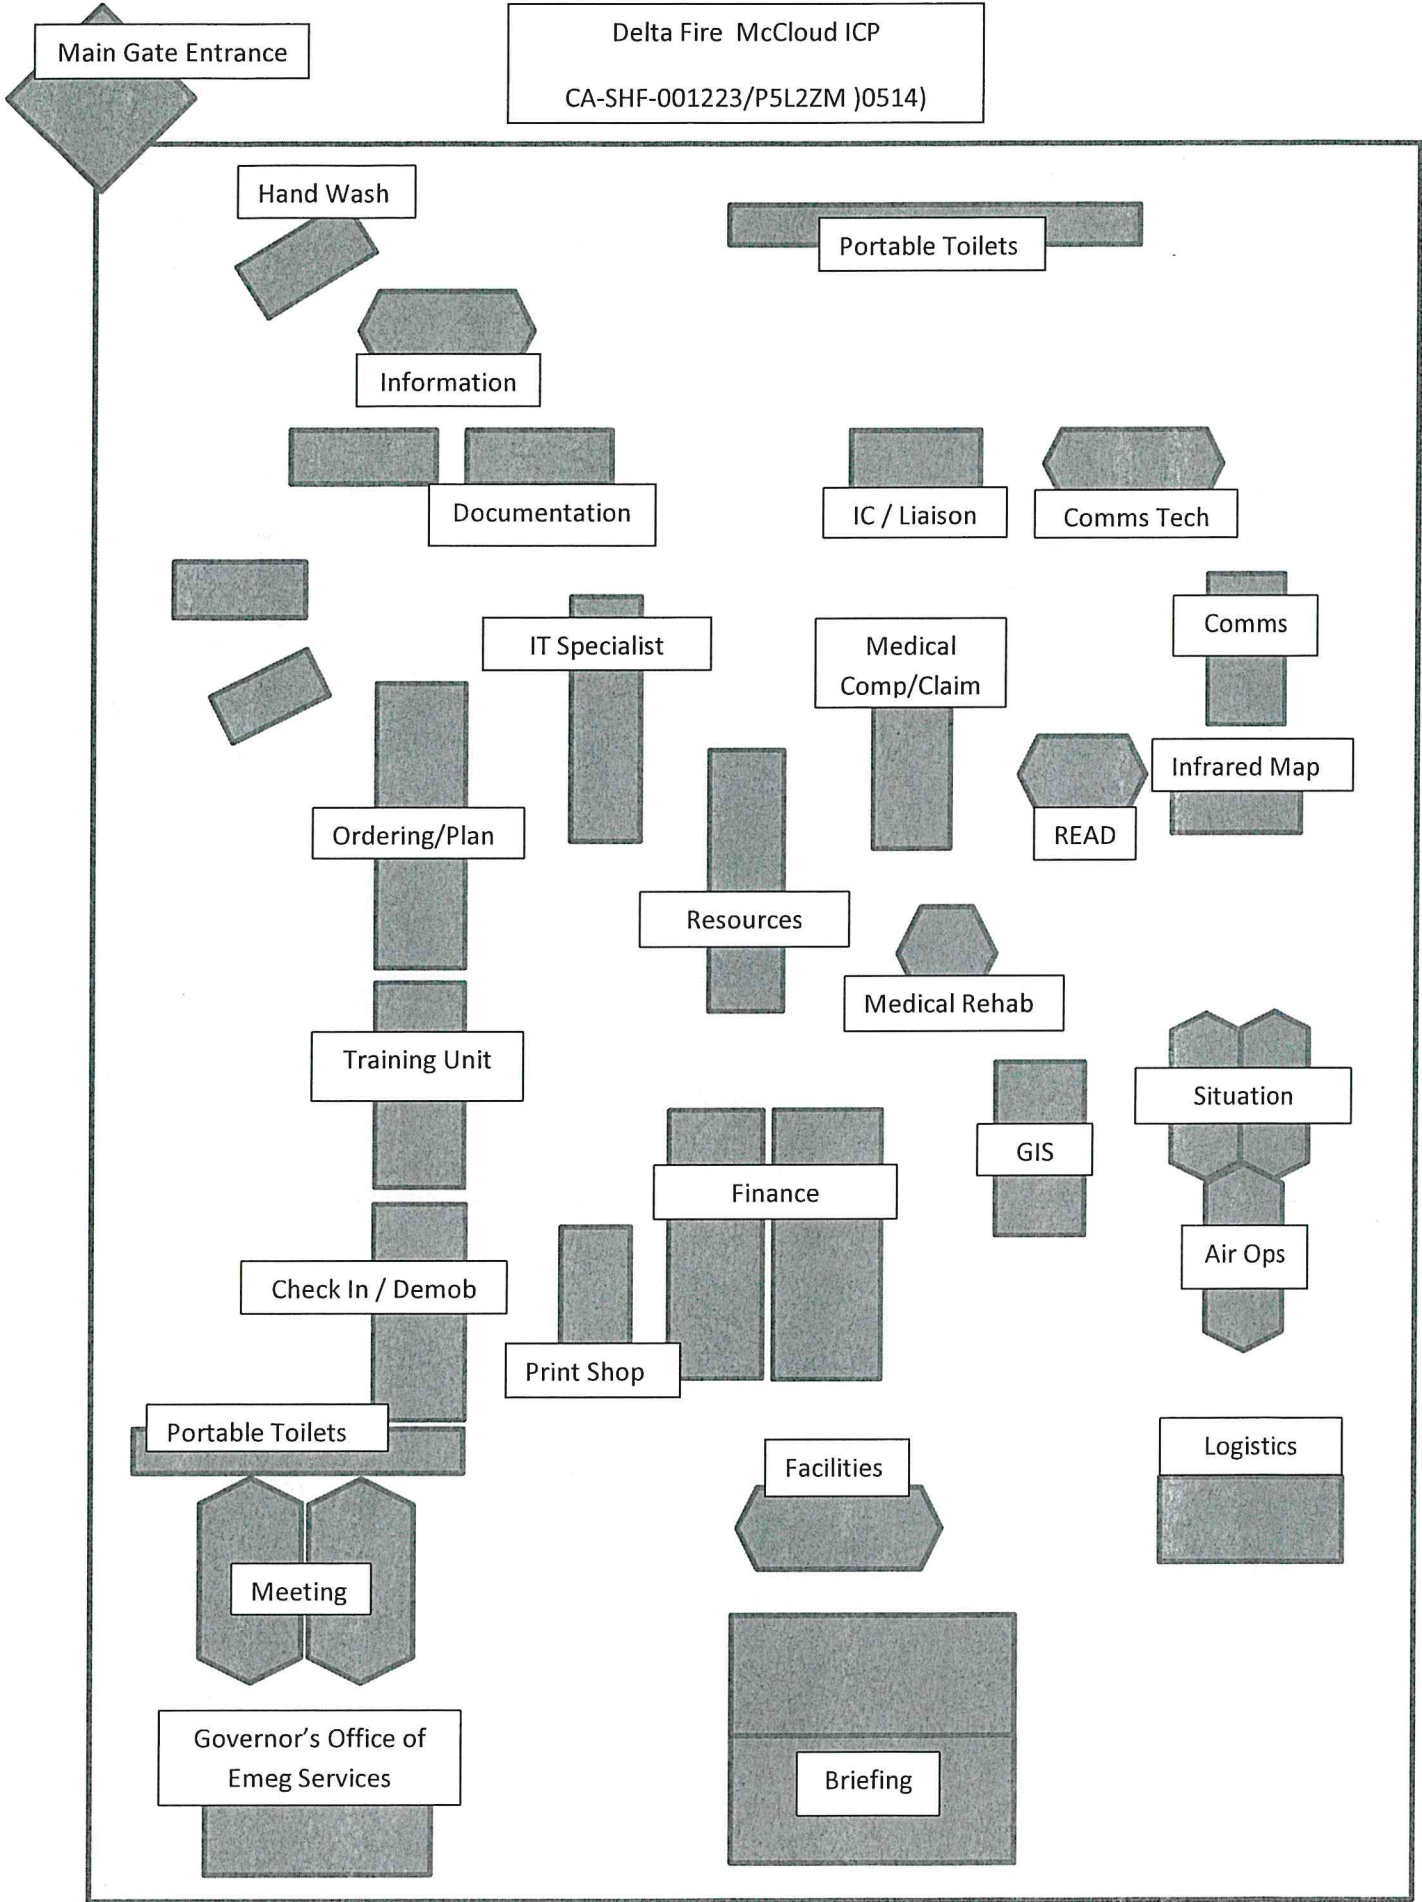 Main Gate Entrance
Delta Fire  McCloud ICP
CA-SHF-001223/P5L2ZM )0514)
Hand Wash
Portable Toilets
Information
Documentation
IC / Liaison
Comms Tech
IT Specialist
Medical
Comp/Claim
Comms
Infrared Map
READ
Ordering/Plan
Resources
Medical Rehab
Training Unit
Situation
GIS
Finance
Air Ops
Check In / Demob
Print Shop
Portable Toilets
Facilities
Logistics
Meeting
Governor’s Office of
Emeg Services
Briefing